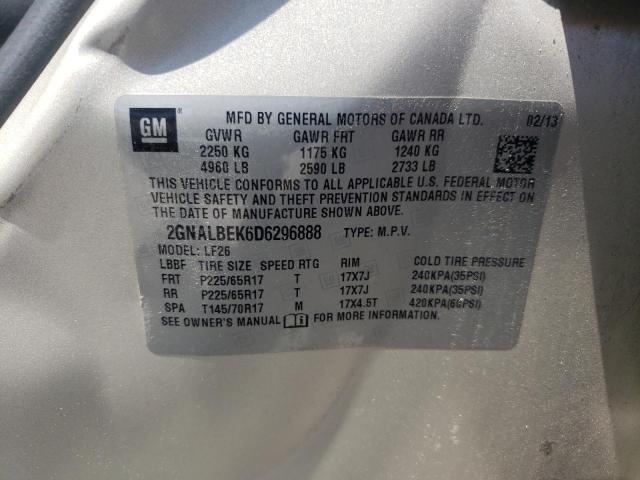 GM ® MFD BY GENERAL MOTORS OF CANADA LTD. 02/13
GVWR GAWR FRT GAWR RR
2250 KG 1175 KG 1240 KG
4960 LB 2590 LB 2733 LB
THIS VEHICLE CONFORMS TO ALL APPLICABLE U.S. FEDERAL MOTOR
VEHICLE SAFETY AND THEFT PREVENTION STANDARDS IN EFFECT ON
THE DATE OF MANUFACTURE SHOWN ABOVE.
2GNALBEK6D6296888 TYPE: M.P.V.
MODEL: LF26
LBBF TIRE SIZE SPEED RTG RIM COLD TIRE PRESSURE
FRT P225/65R17 T 17X7J 240KPA(35PSI)
RR P225/65R17 T 17X7J 240KPA(35PSI)
SPA T145/70R17 M 17X4.5T 420KPA(60PSI)
SEE OWNER'S MANUAL FOR MORE INFORMATION.